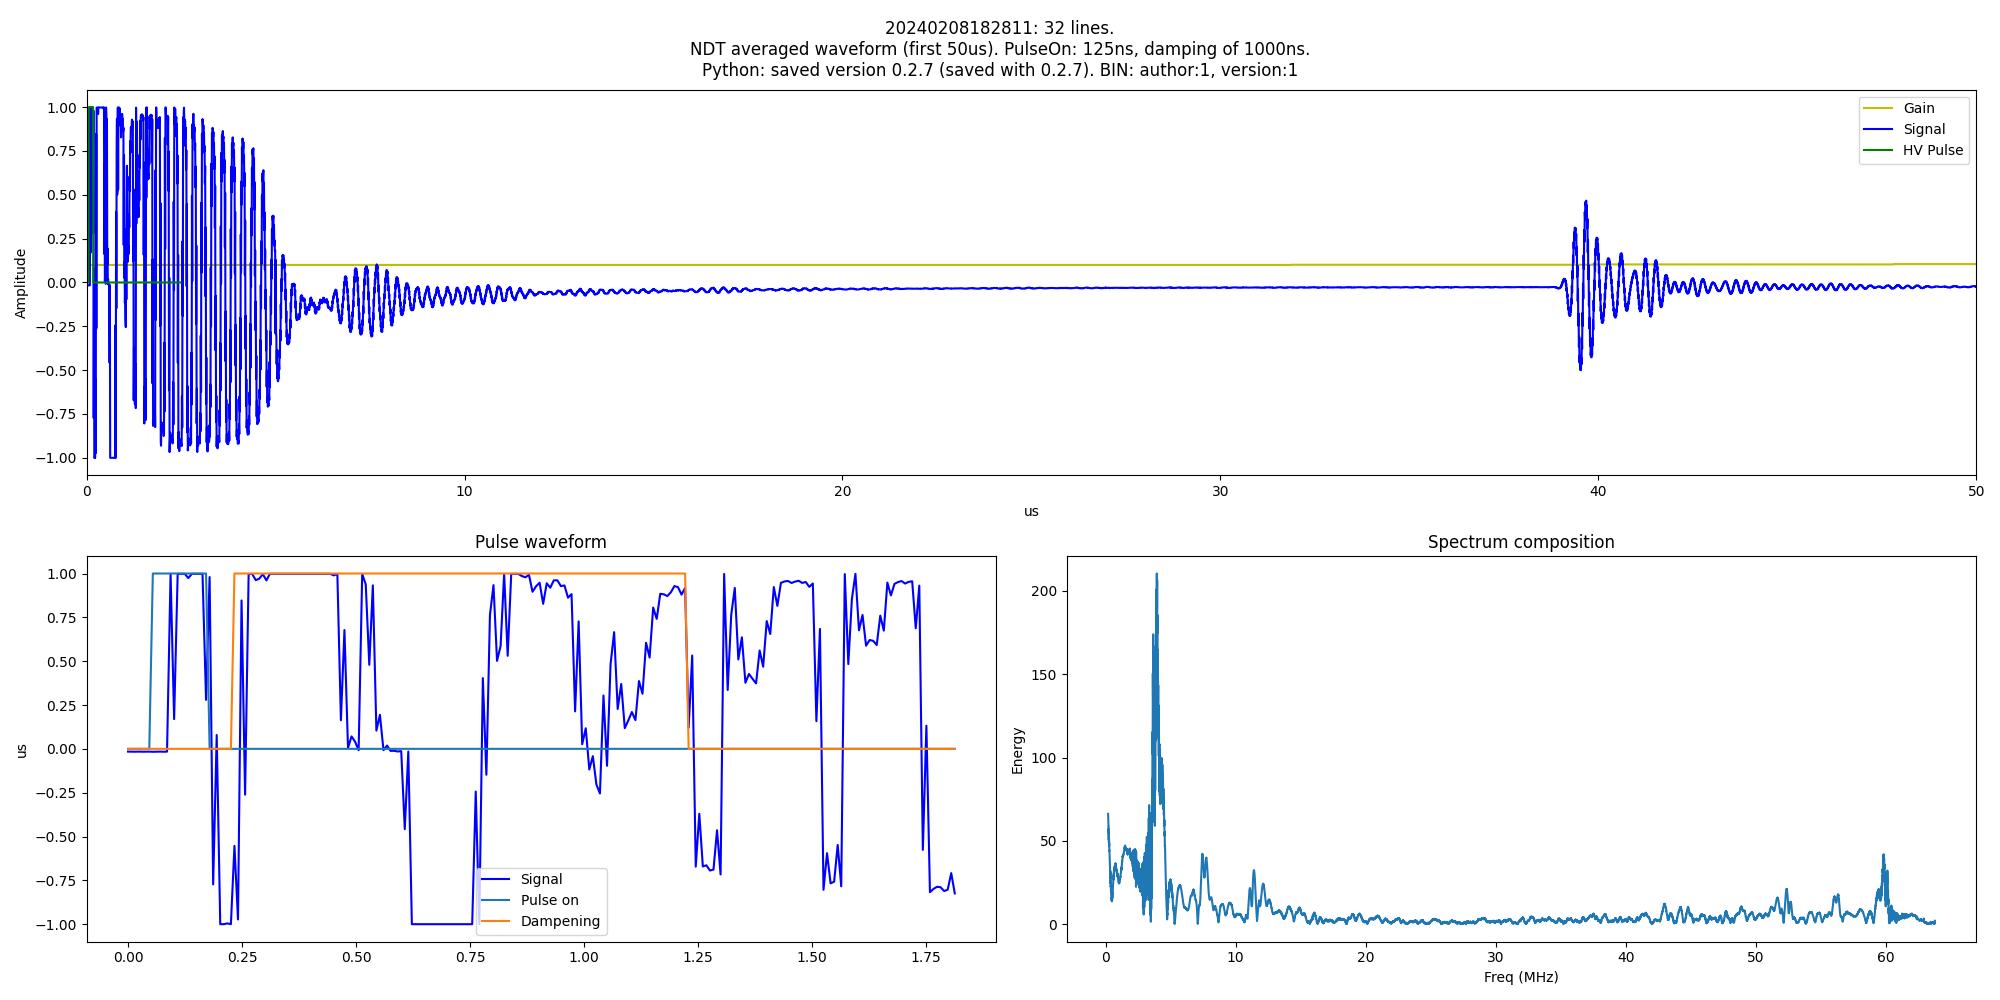 20240208182811: 32 lines.
NDT averaged waveform (first 50us). PulseOn: 125ns, damping of 1000ns.
Python: saved version 0.2.7 (saved with 0.2.7). BIN: author:1, version:1
1.00
0.75
0.50
0.25
0.00
−0.25
−0.50
−0.75
−1.00
Amplitude
Gain
Signal
HV Pulse
0 10 20 30 40 50
us
Pulse waveform
1.00
0.75
0.50
0.25
0.00
−0.25
−0.50
−0.75
−1.00
us
Signal
Pulse on
Dampening
0.00 0.25 0.50 0.75 1.00 1.25 1.50 1.75
Spectrum composition
200
150
100
50
0
Energy
0 10 20 30 40 50 60
Freq (MHz)